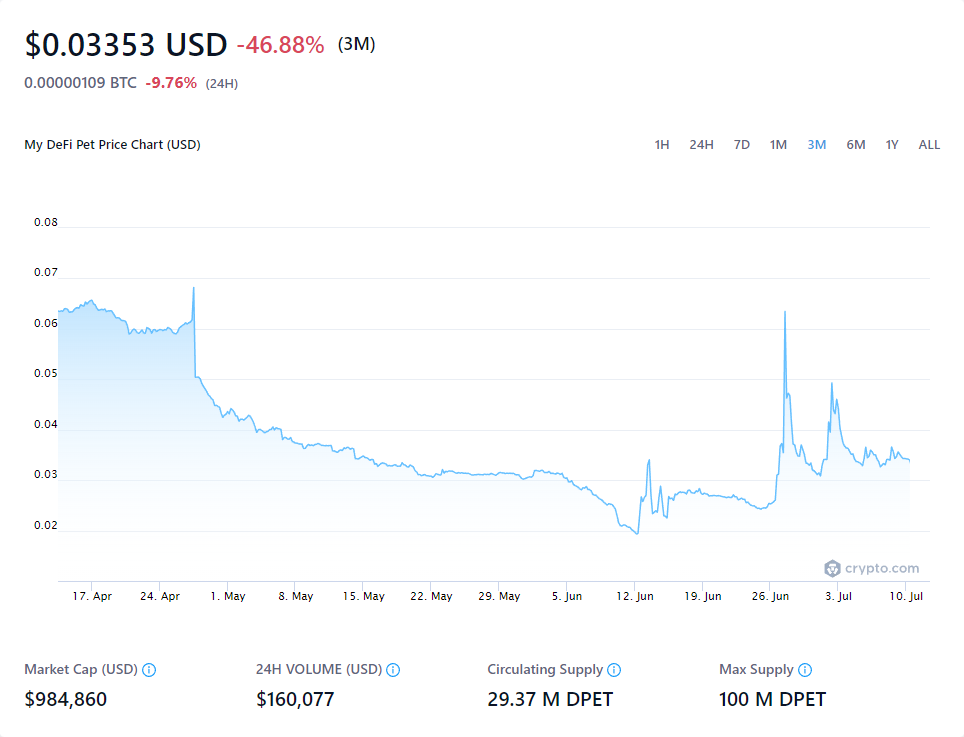 $0.03353 USD -46.88% (3M)
0.00000109 BTC -9.76% (24H)
My DeFi Pet Price Chart (USD) 1H 24H 7D 1M 3M 6M 1Y ALL
0.08
0.07
0.06
0.05
0.04
0.03
0.02
crypto.com
17. Apr 24. Apr 1. May 8. May 15. May 22. May 29. May 5. Jun 12. Jun 19. Jun 26. Jun 3. Jul 10. Jul
Market Cap (USD) 24H VOLUME (USD) Circulating Supply Max Supply
$984,860 $160,077 29.37 M DPET 100 M DPET